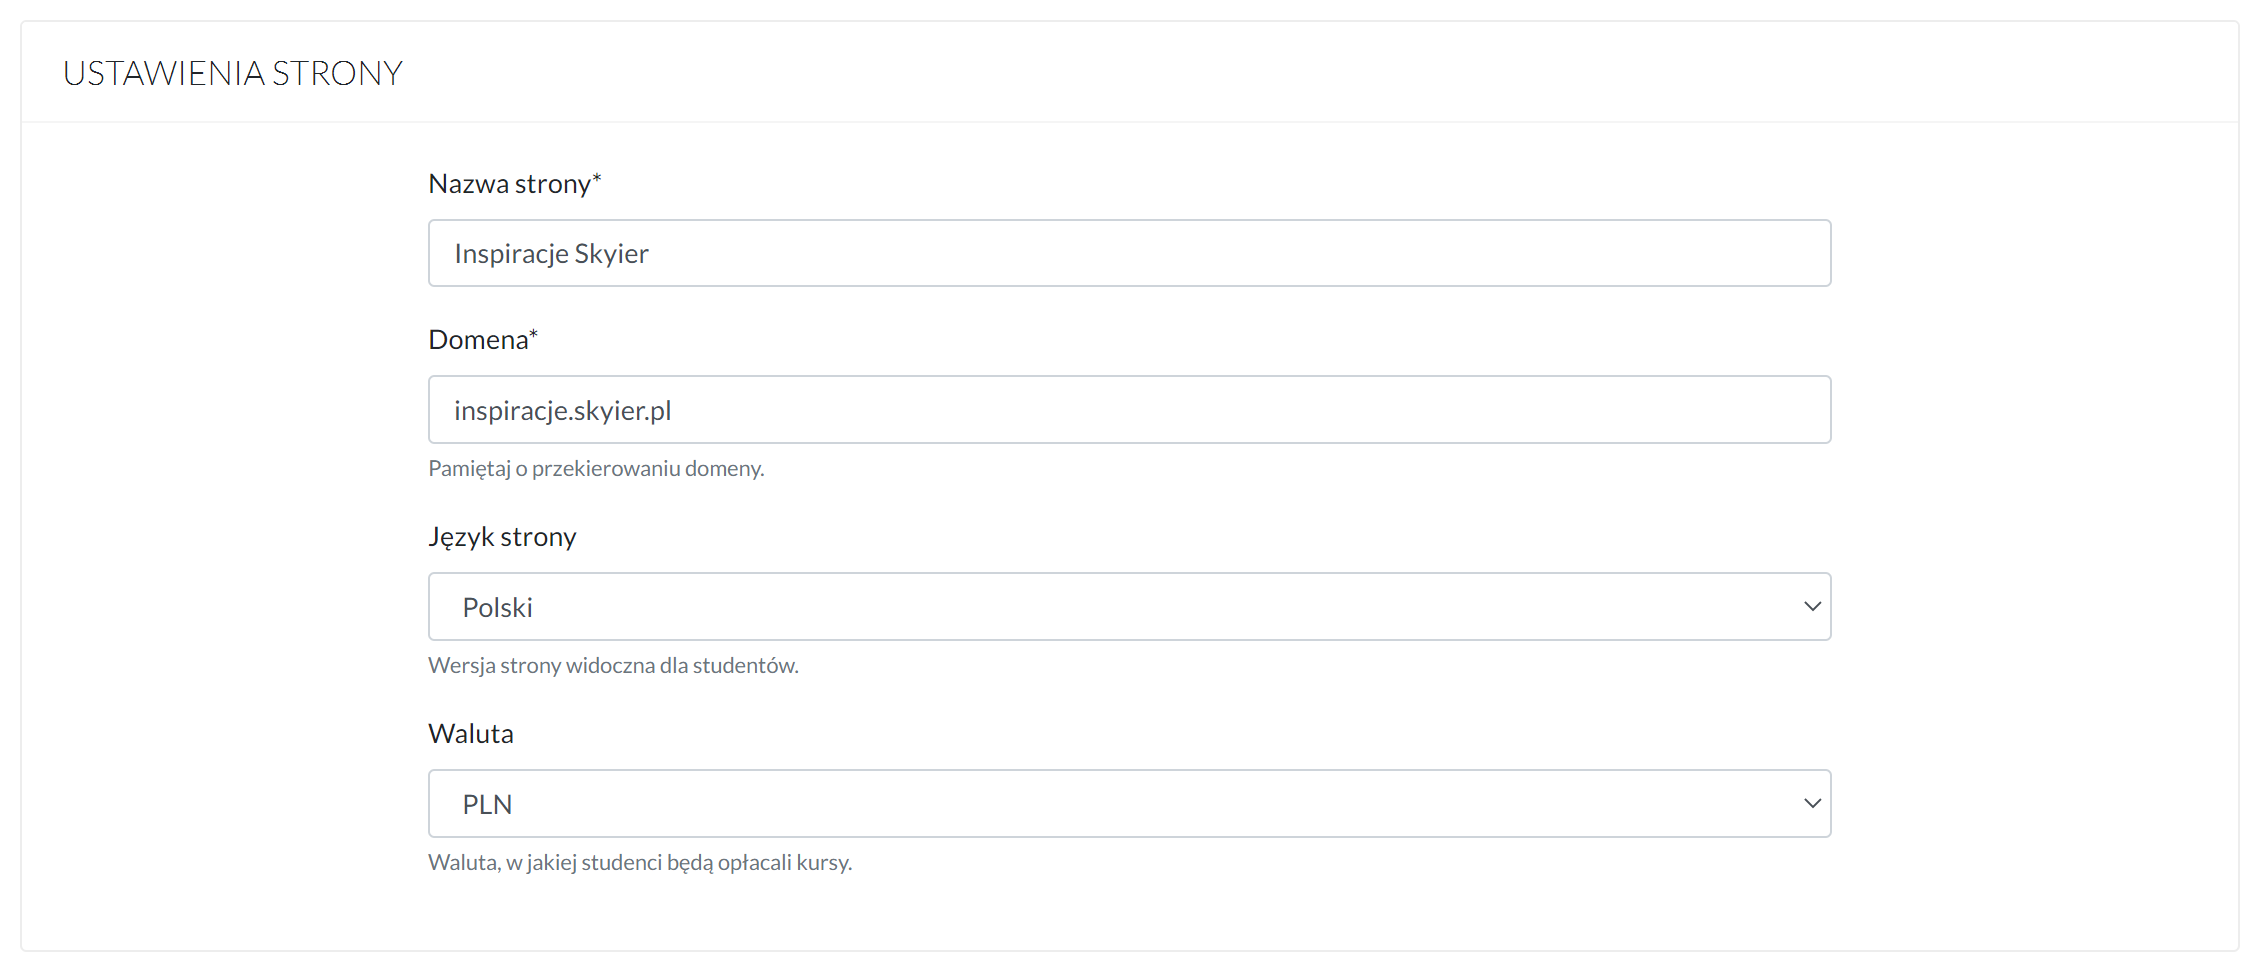 USTAWIENIA STRONY
Nazwa strony*
Inspiracje Skyier
Domena*
inspiracje.skyier.pl
Pamiętaj o przekierowaniu domeny.
Język strony
Polski
Wersja strony widoczna dla studentów.
Waluta
PLN
Waluta, w jakiej studenci będą opłacali kursy.